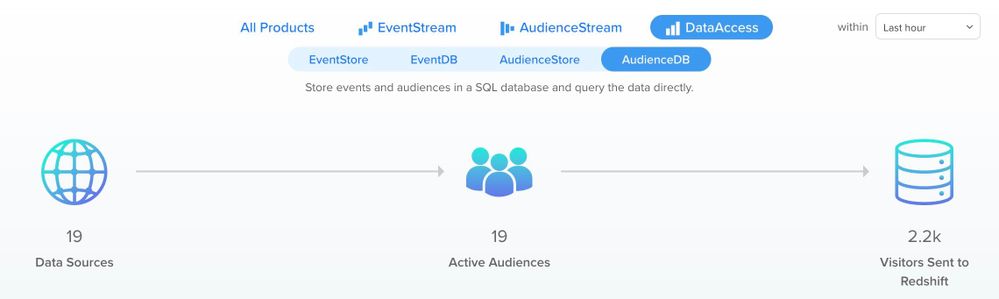 All Products EventStream AudienceStream DataAccess within Last hour
EventStore EventDB AudienceStore AudienceDB
Store events and audiences in a SQL database and query the data directly.
19 19 2.2k
Data Sources Active Audiences Visitors Sent to
Redshift